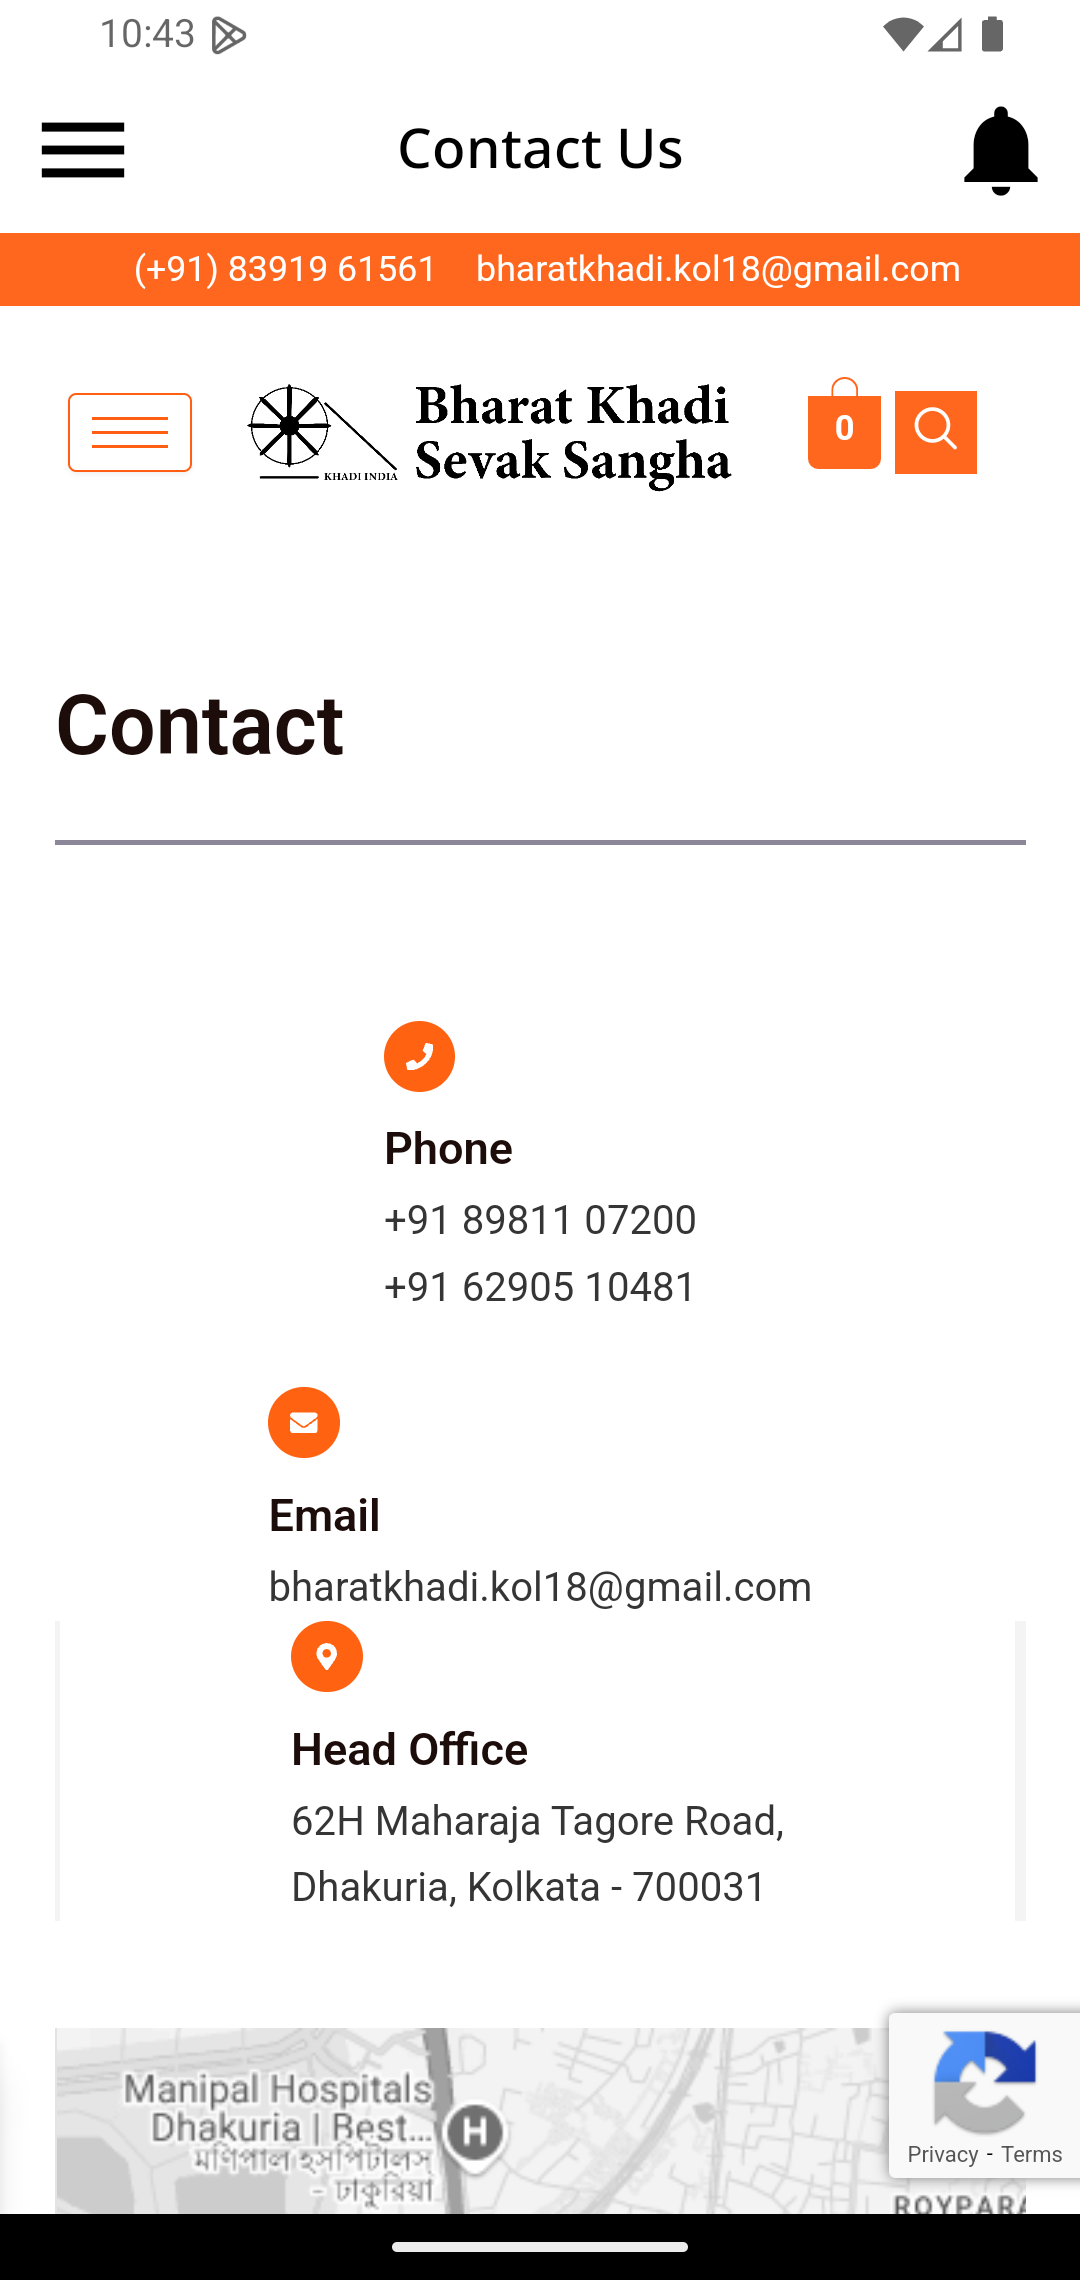 10:43
Contact Us
(+91) 83919 61561 bharatkhadi.kol18@gmail.com
Bharat Khadi
Sevak Sangha
KHADI INDIA
0
Contact
Phone
+91 89811 07200
+91 62905 10481
Email
bharatkhadi.kol18@gmail.com
Head Office
62H Maharaja Tagore Road,
Dhakuria, Kolkata - 700031
Manipal Hospitals
Dhakuria | Best...
মণিপাল হসপিটালস
- ঢাকুরিয়া
H
Privacy - Terms
ROYPARA